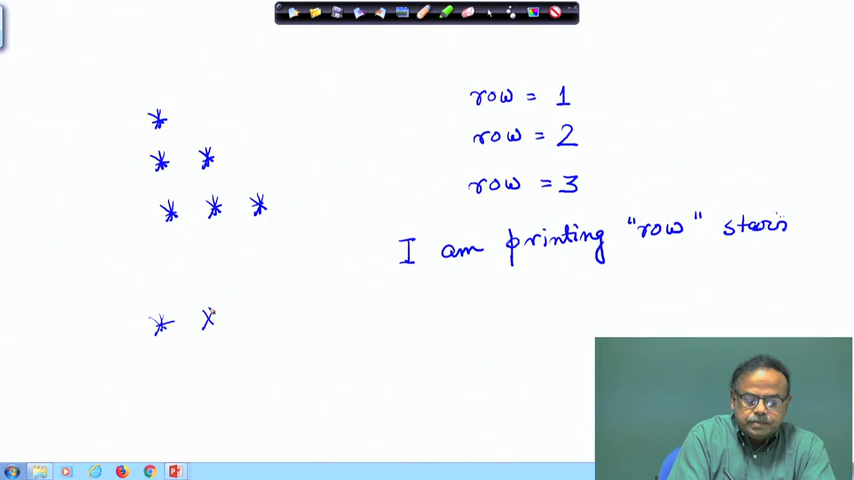 * row = 1
* * row = 2
* * * row = 3
I am printing "row" stars
* X